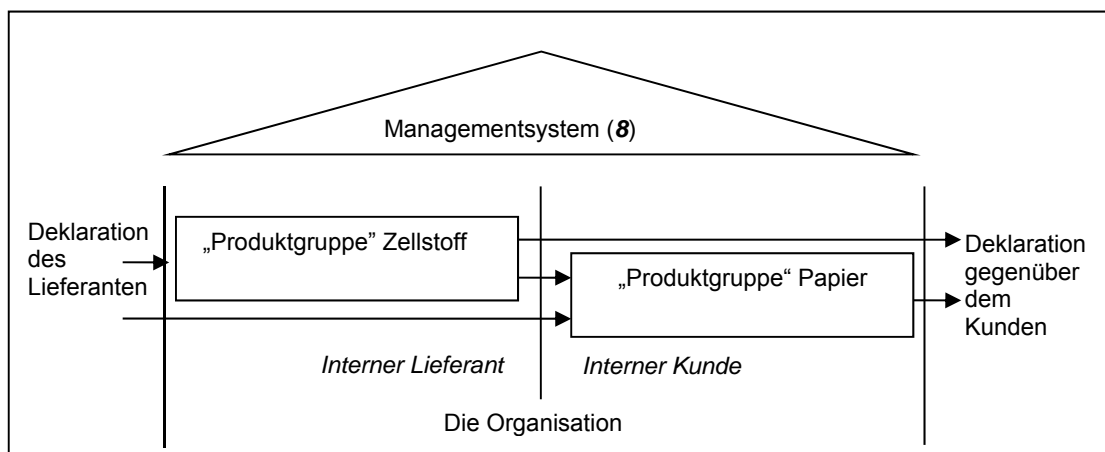 Managementsystem (8)
Deklaration
des
Lieferanten
„Produktgruppe” Zellstoff
„Produktgruppe“ Papier
Deklaration
gegenüber
dem
Kunden
Interner Lieferant
Interner Kunde
Die Organisation